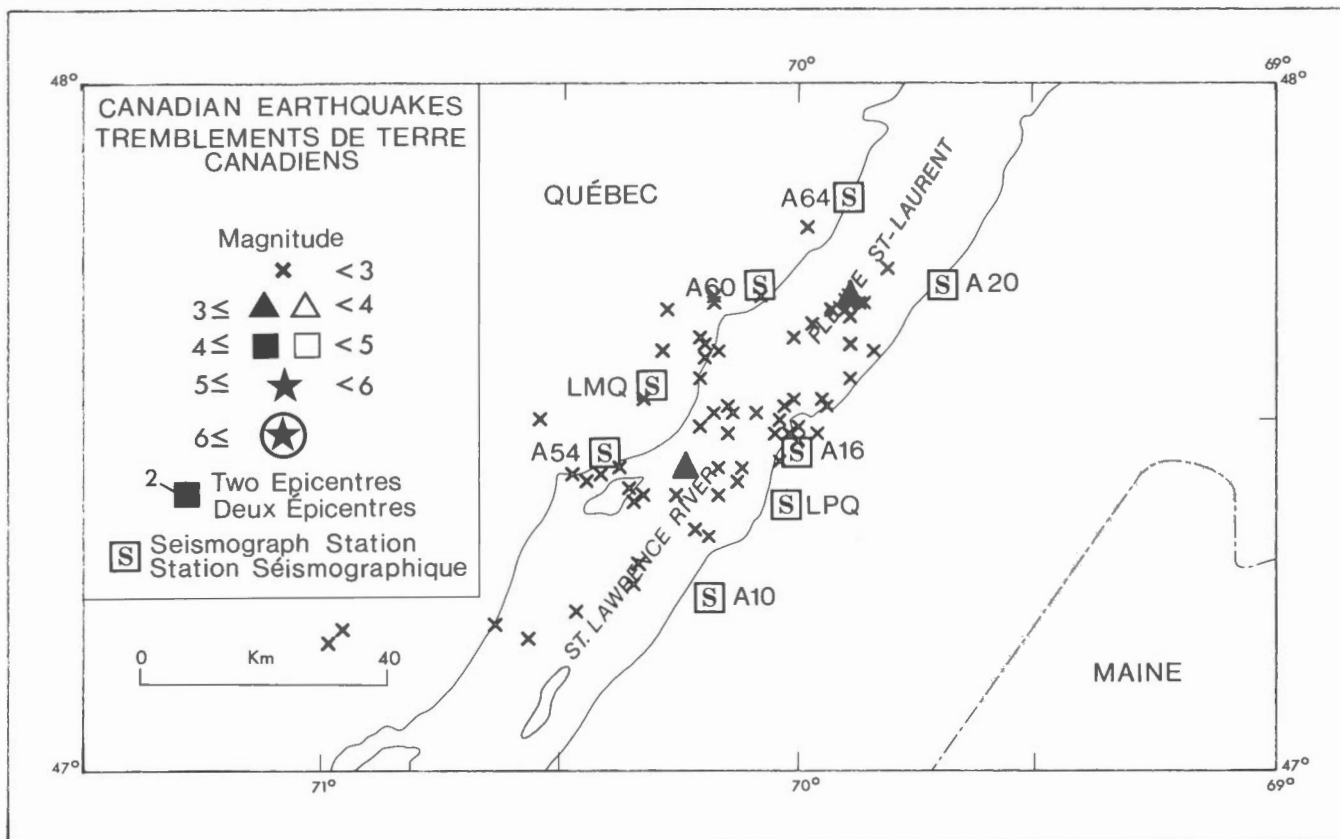 70°
69°
48°
48°
CANADIAN EARTHQUAKES
TREMBLEMENTS DE TERRE
CANADIENS
Magnitude
<3
3≤ <4
4≤ <5
5≤ <6
6≤
2 Two Epicentres
Deux Épicentres
S Seismograph Station
Station Séismographique
0 Km 40
QUÉBEC
A64 S
FLEUVE ST-LAURENT
A60 S
S A20
LMQ S
A54 S
S A16
S LPQ
ST. LAWRENCE RIVER
S A10
MAINE
47°
47°
71°
70°
69°